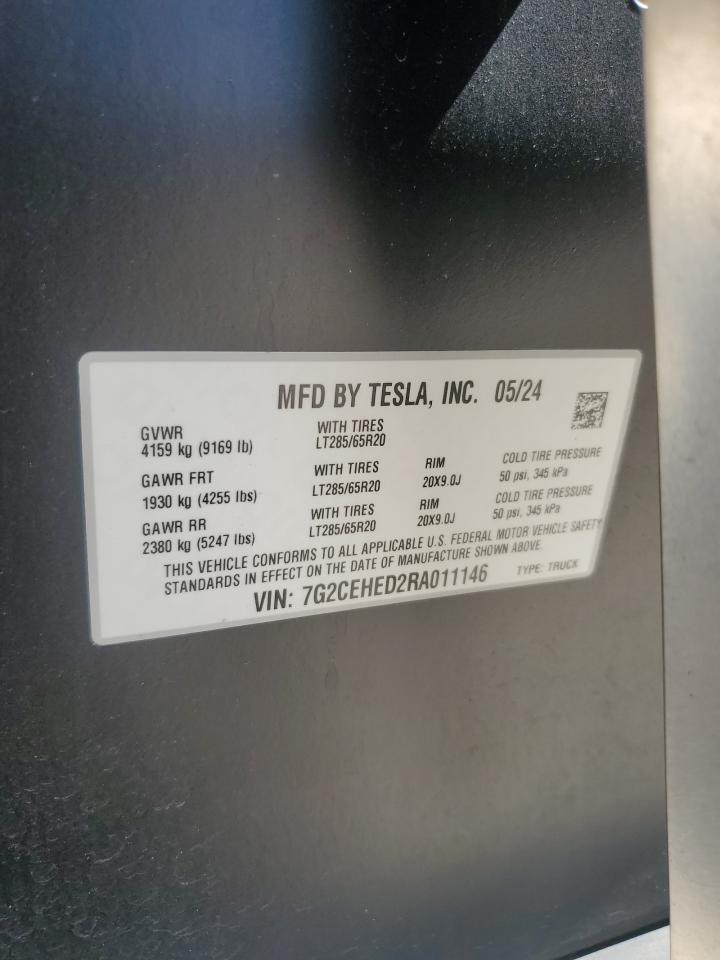 MFD BY TESLA, INC. 05/24
GVWR
4159 kg (9169 lb)
WITH TIRES
LT285/65R20
GAWR FRT
1930 kg (4255 lbs)
WITH TIRES
LT285/65R20
RIM
20X9.0J
COLD TIRE PRESSURE
50 psi, 345 kPa
GAWR RR
2380 kg (5247 lbs)
WITH TIRES
LT285/65R20
RIM
20X9.0J
COLD TIRE PRESSURE
50 psi, 345 kPa
THIS VEHICLE CONFORMS TO ALL APPLICABLE U.S. FEDERAL MOTOR VEHICLE SAFETY
STANDARDS IN EFFECT ON THE DATE OF MANUFACTURE SHOWN ABOVE.
VIN: 7G2CEHED2RA011146
TYPE: TRUCK